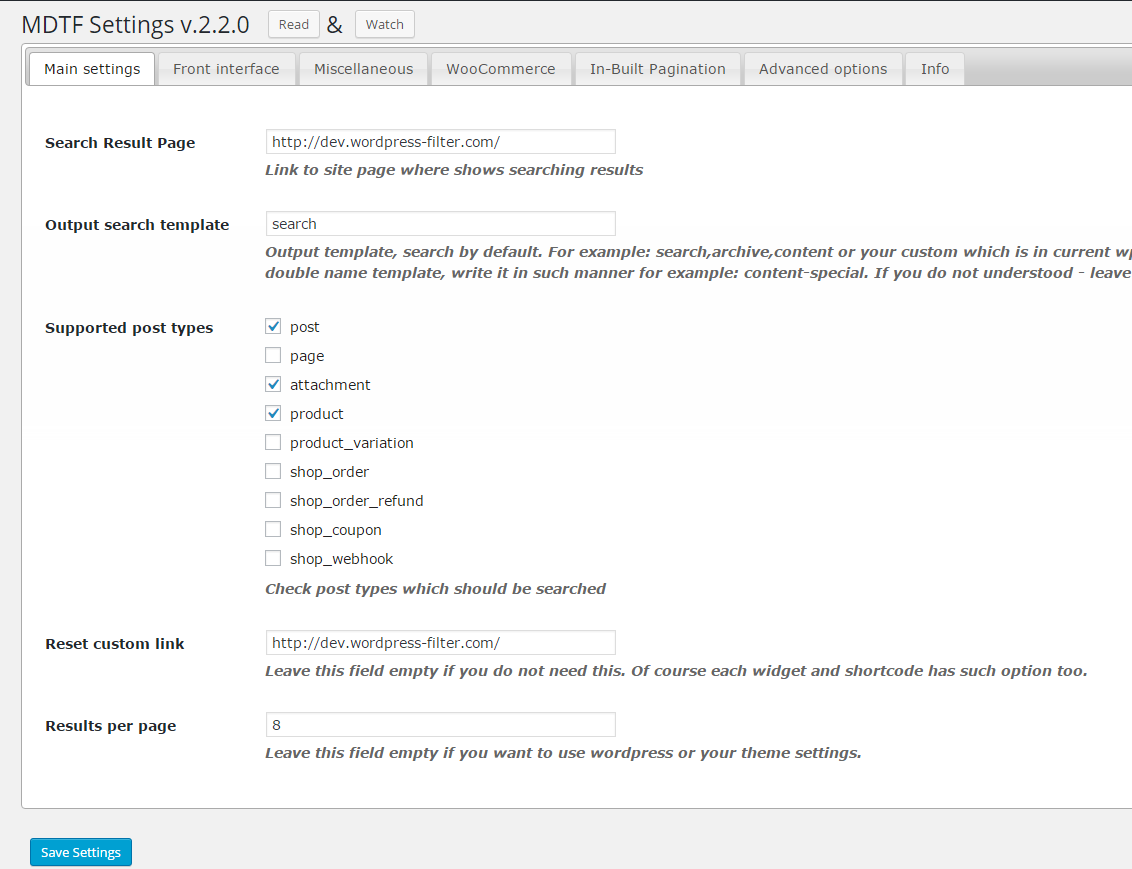 MDTF Settings v.2.2.0 Read & Watch
Main settings Front interface Miscellaneous WooCommerce In-Built Pagination Advanced options Info
Search Result Page http://dev.wordpress-filter.com/
Link to site page where shows searching results
Output search template search
Output template, search by default. For example: search,archive,content or your custom which is in current
double name template, write it in such manner for example: content-special. If you do not understood - leave
Supported post types post
page
attachment
product
product_variation
shop_order
shop_order_refund
shop_coupon
shop_webhook
Check post types which should be searched
Reset custom link http://dev.wordpress-filter.com/
Leave this field empty if you do not need this. Of course each widget and shortcode has such option too.
Results per page 8
Leave this field empty if you want to use wordpress or your theme settings.
Save Settings